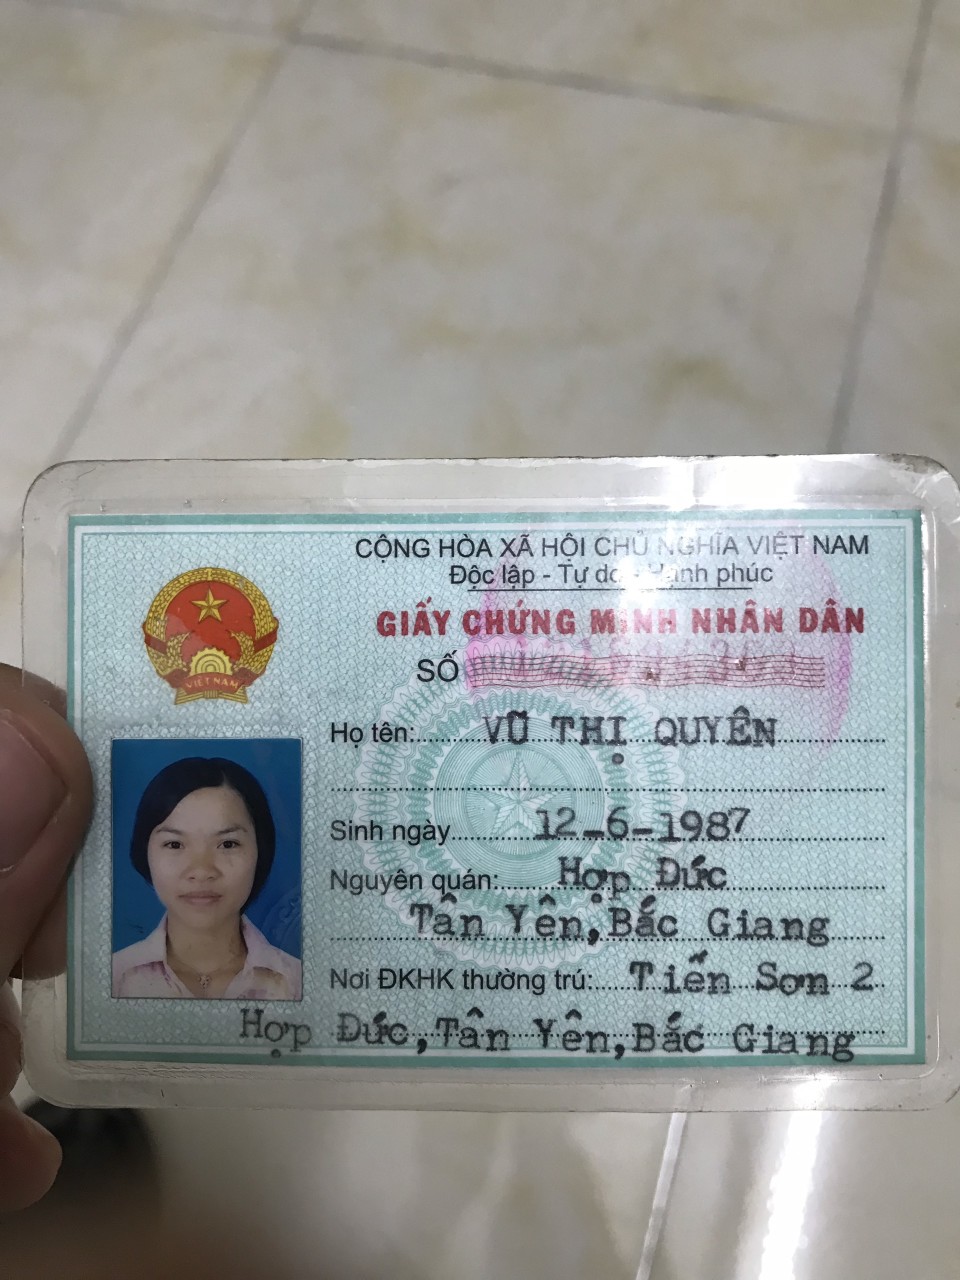 CỘNG HÒA XÃ HỘI CHỦ NGHĨA VIỆT NAM
Độc lập - Tự do - Hạnh phúc
GIẤY CHỨNG MINH NHÂN DÂN
SỐ
VIỆT NAM
Họ tên: VŨ THỊ QUYÊN
Sinh ngày 12-6-1987
Nguyên quán: Hợp Đức
Tân Yên, Bắc Giang
Nơi ĐKHK thường trú: Tiến Sơn 2
Hợp Đức, Tân Yên, Bắc Giang